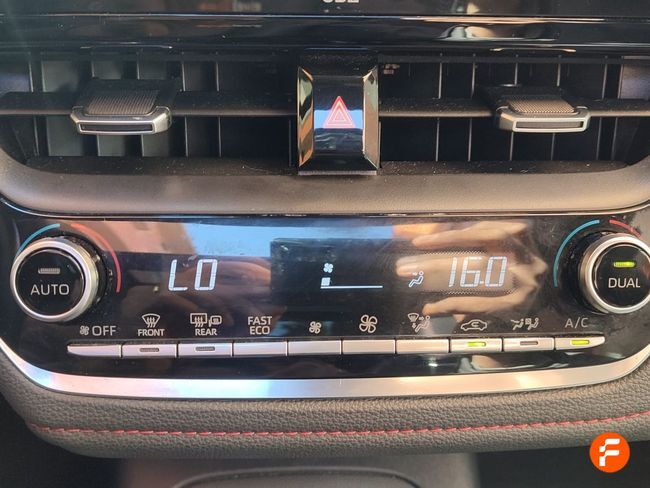 LO
16.0
AUTO
DUAL
OFF
FRONT
REAR
FAST
ECO
A/C